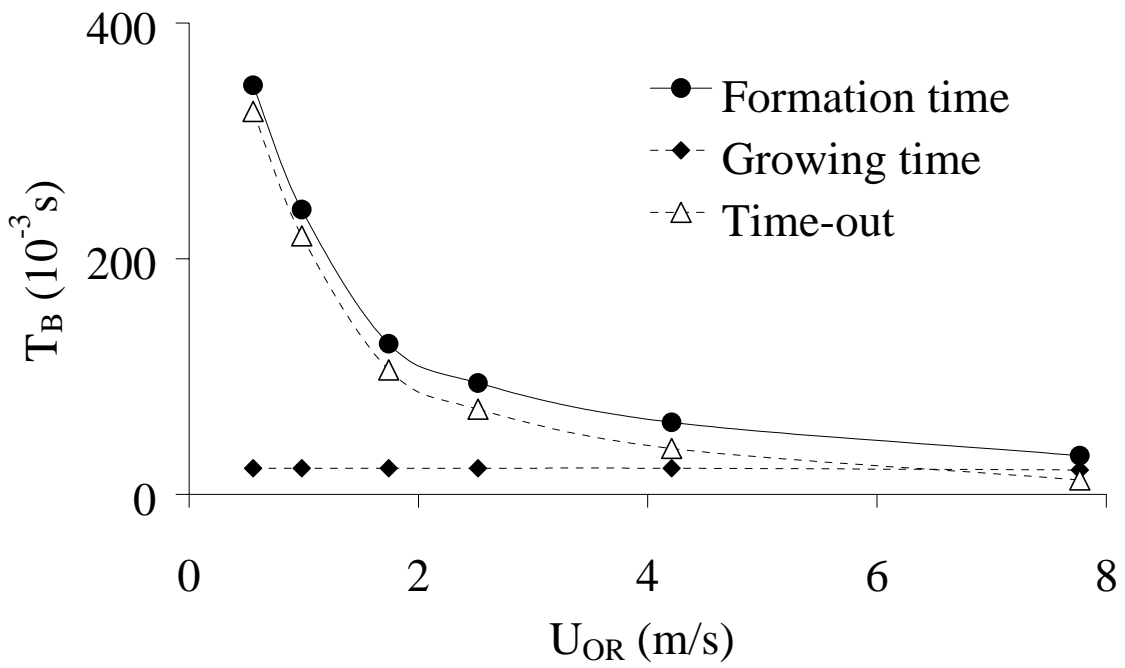 400
Formation time
Growing time
Time-out
200
0
T_B (10^-3 s)
0 2 4 6 8
U_OR (m/s)